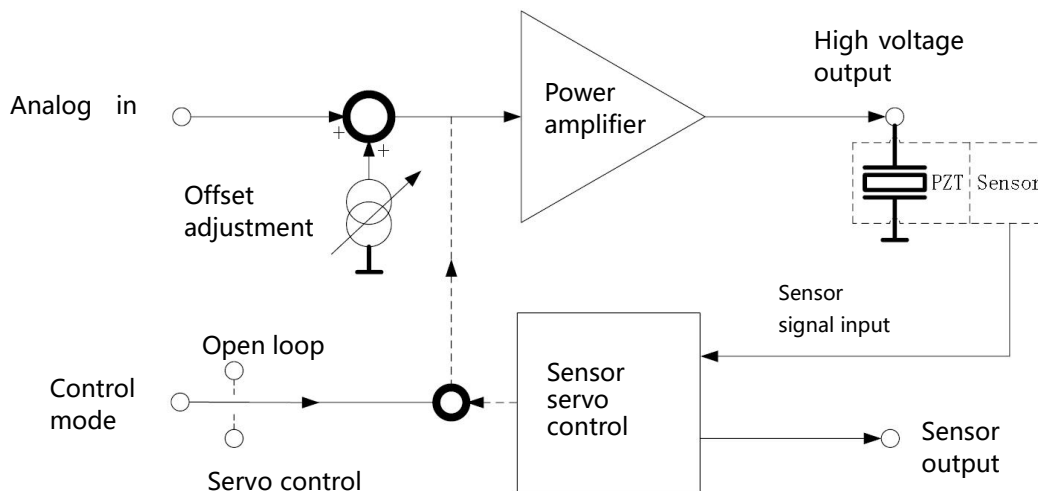 High voltage
output
Analog in
Power
amplifier
+
+
PZT
Sensor
Offset
adjustment
Sensor
signal input
Open loop
Control
mode
Sensor
servo
control
Servo control
Sensor
output